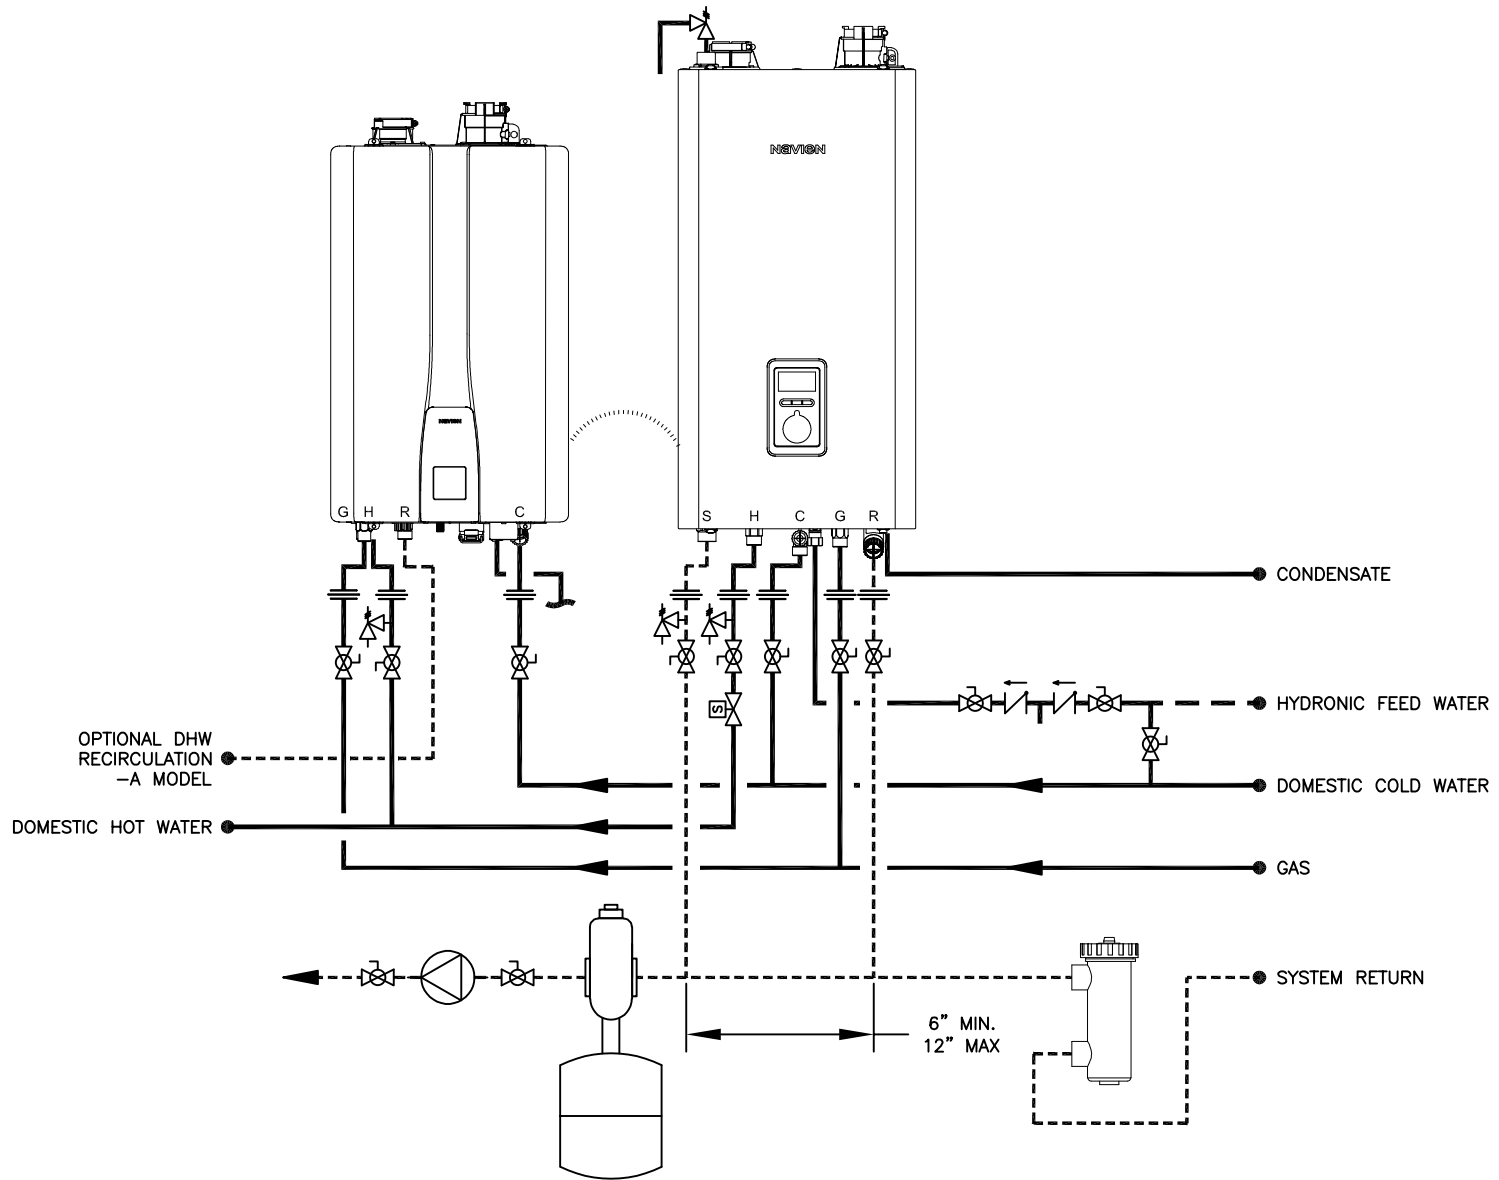 NAVIEN
NAVIEN
G H R C
S H C G R
CONDENSATE
HYDRONIC FEED WATER
S
OPTIONAL DHW
RECIRCULATION
-A MODEL
DOMESTIC COLD WATER
DOMESTIC HOT WATER
GAS
SYSTEM RETURN
6" MIN.
12" MAX